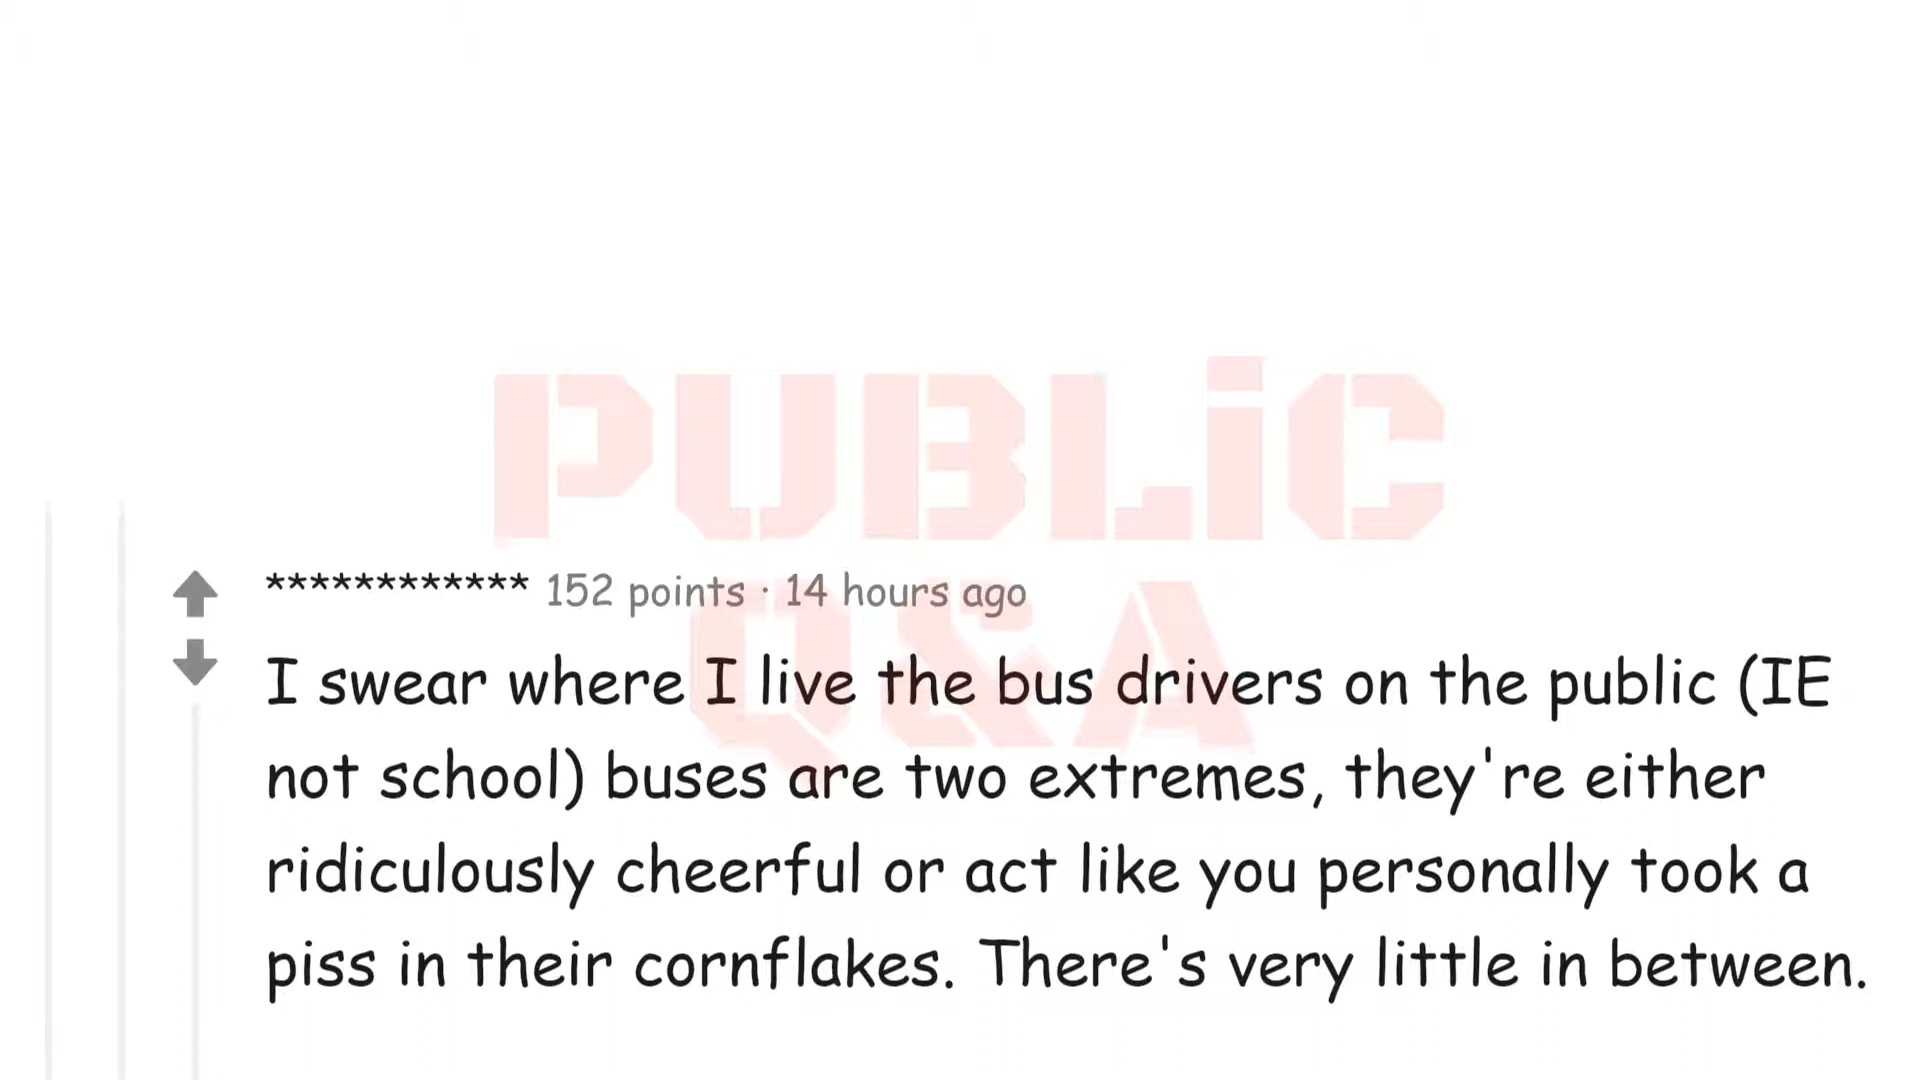 PUBLiC
Q&A
************ 152 points · 14 hours ago
I swear where I live the bus drivers on the public (IE
not school) buses are two extremes, they're either
ridiculously cheerful or act like you personally took a
piss in their cornflakes. There's very little in between.